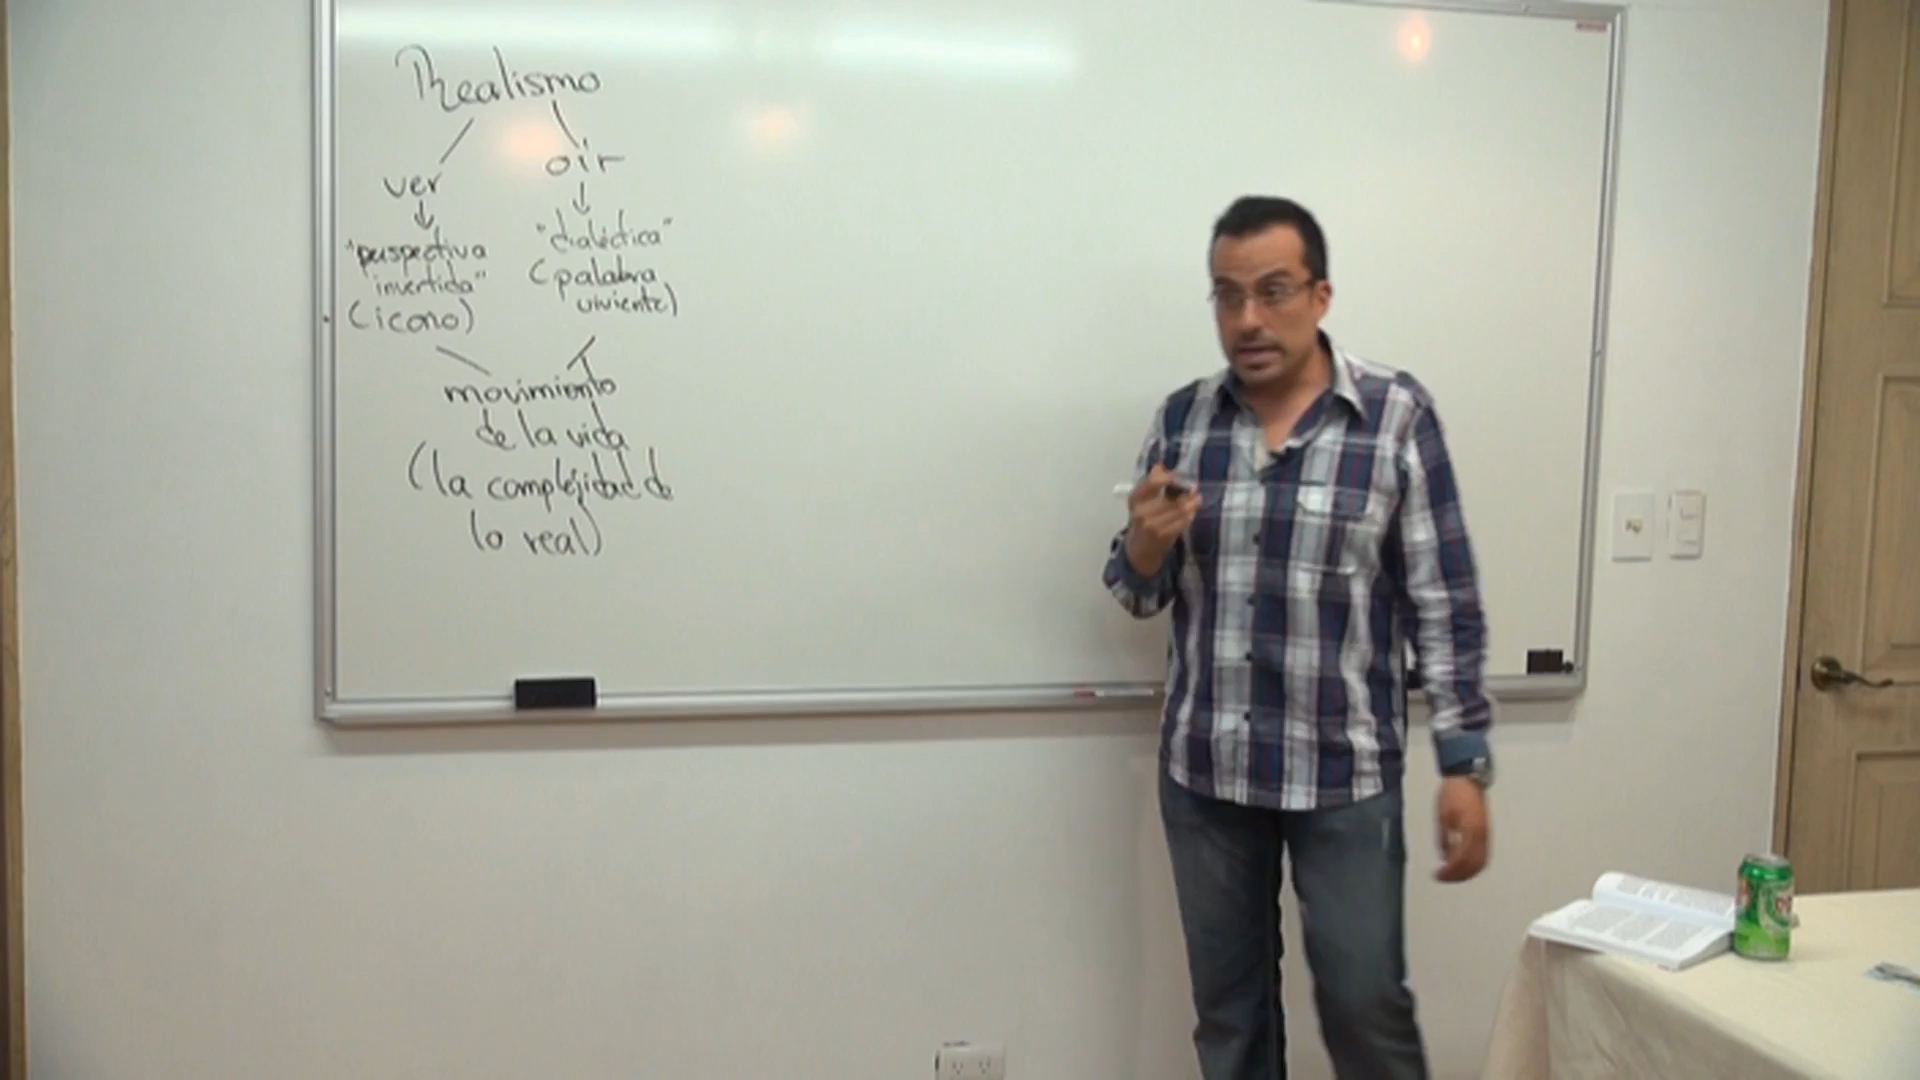 Realismo
ver
oir
"perspectiva
invertida"
(icono)
"dialéctica"
(palabra
viviente)
movimiento
de la vida
(la complejidad de
lo real)